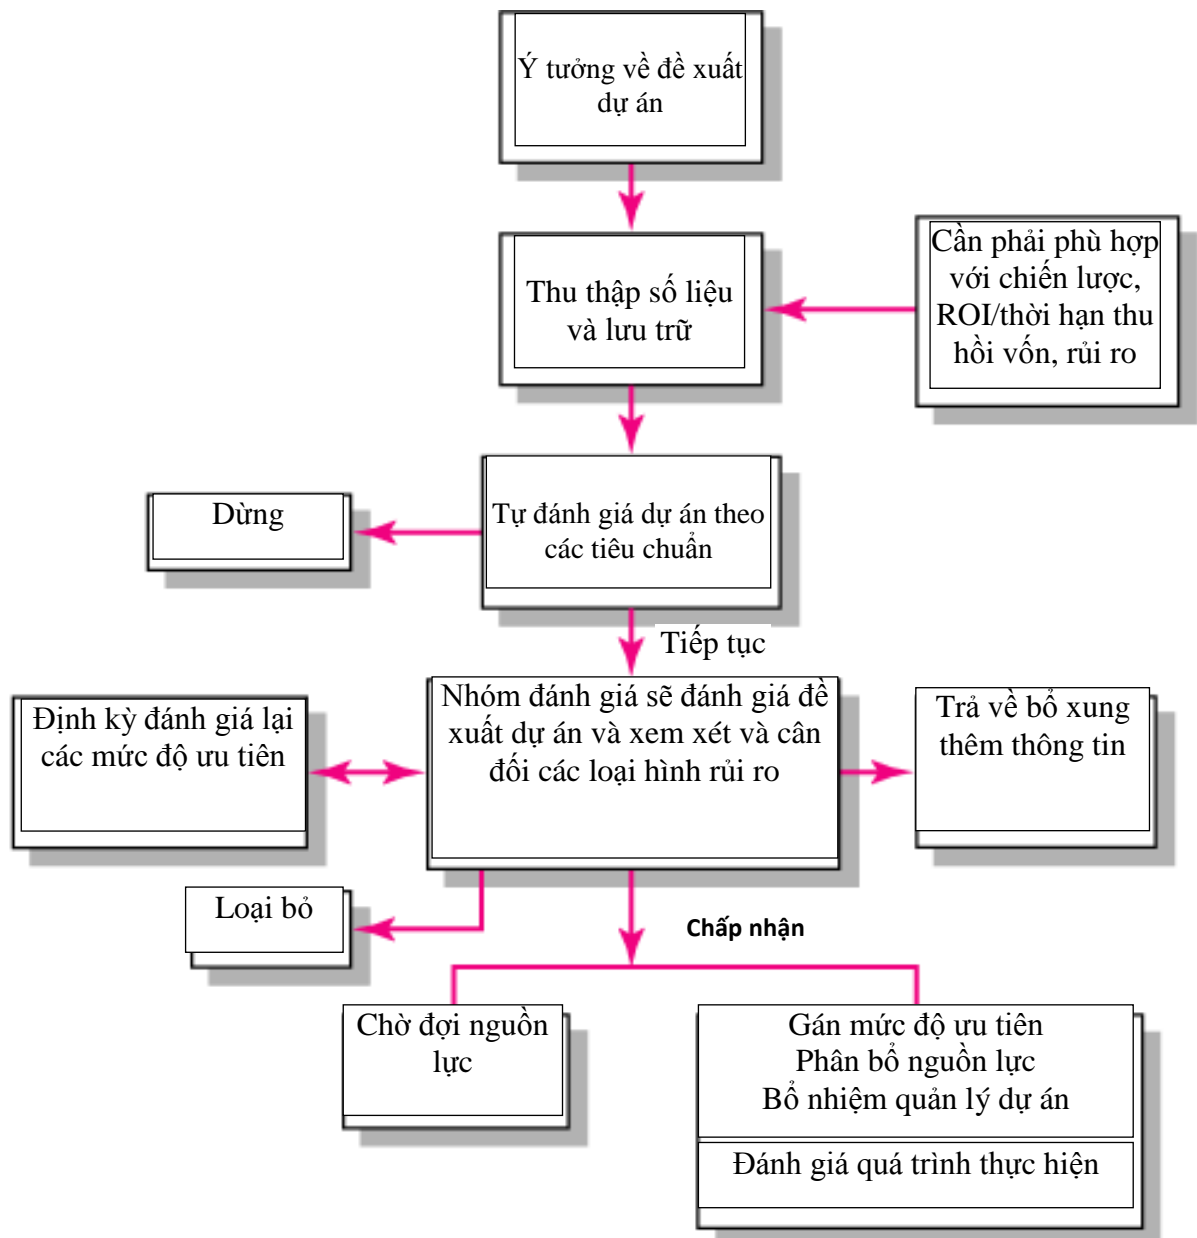 Ý tưởng về đề xuất
dự án
Thu thập số liệu
và lưu trữ
Cần phải phù hợp
với chiến lược,
ROI/thời hạn thu
hồi vốn, rủi ro
Dừng
Tự đánh giá dự án theo
các tiêu chuẩn
Tiếp tục
Định kỳ đánh giá lại
các mức độ ưu tiên
Nhóm đánh giá sẽ đánh giá đề
xuất dự án và xem xét và cân
đối các loại hình rủi ro
Trả về bổ xung
thêm thông tin
Loại bỏ
Chấp nhận
Chờ đợi nguồn
lực
Gán mức độ ưu tiên
Phân bổ nguồn lực
Bổ nhiệm quản lý dự án
Đánh giá quá trình thực hiện